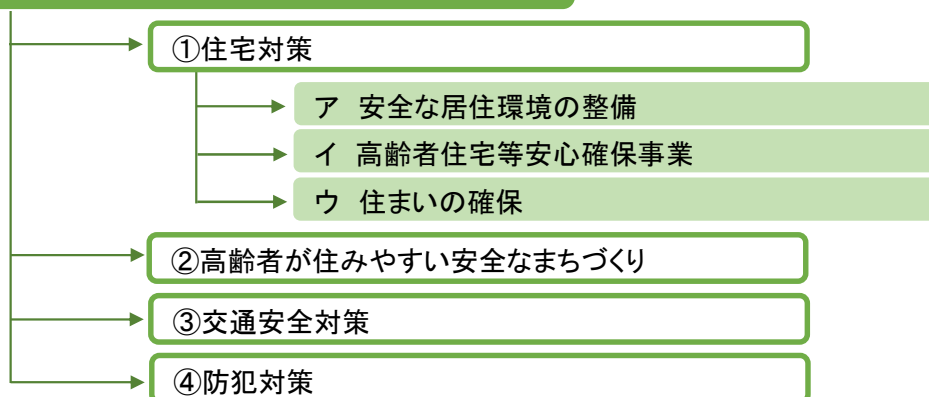 ①住宅対策
ア 安全な居住環境の整備
イ 高齢者住宅等安心確保事業
ウ 住まいの確保
②高齢者が住みやすい安全なまちづくり
③交通安全対策
④防犯対策